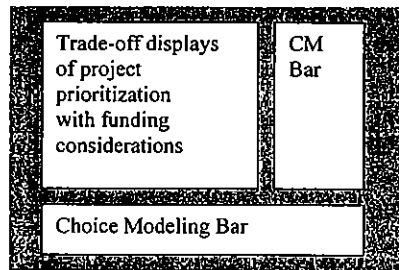 Trade-off displays
of project
prioritization
with funding
considerations
CM
Bar
Choice Modeling Bar